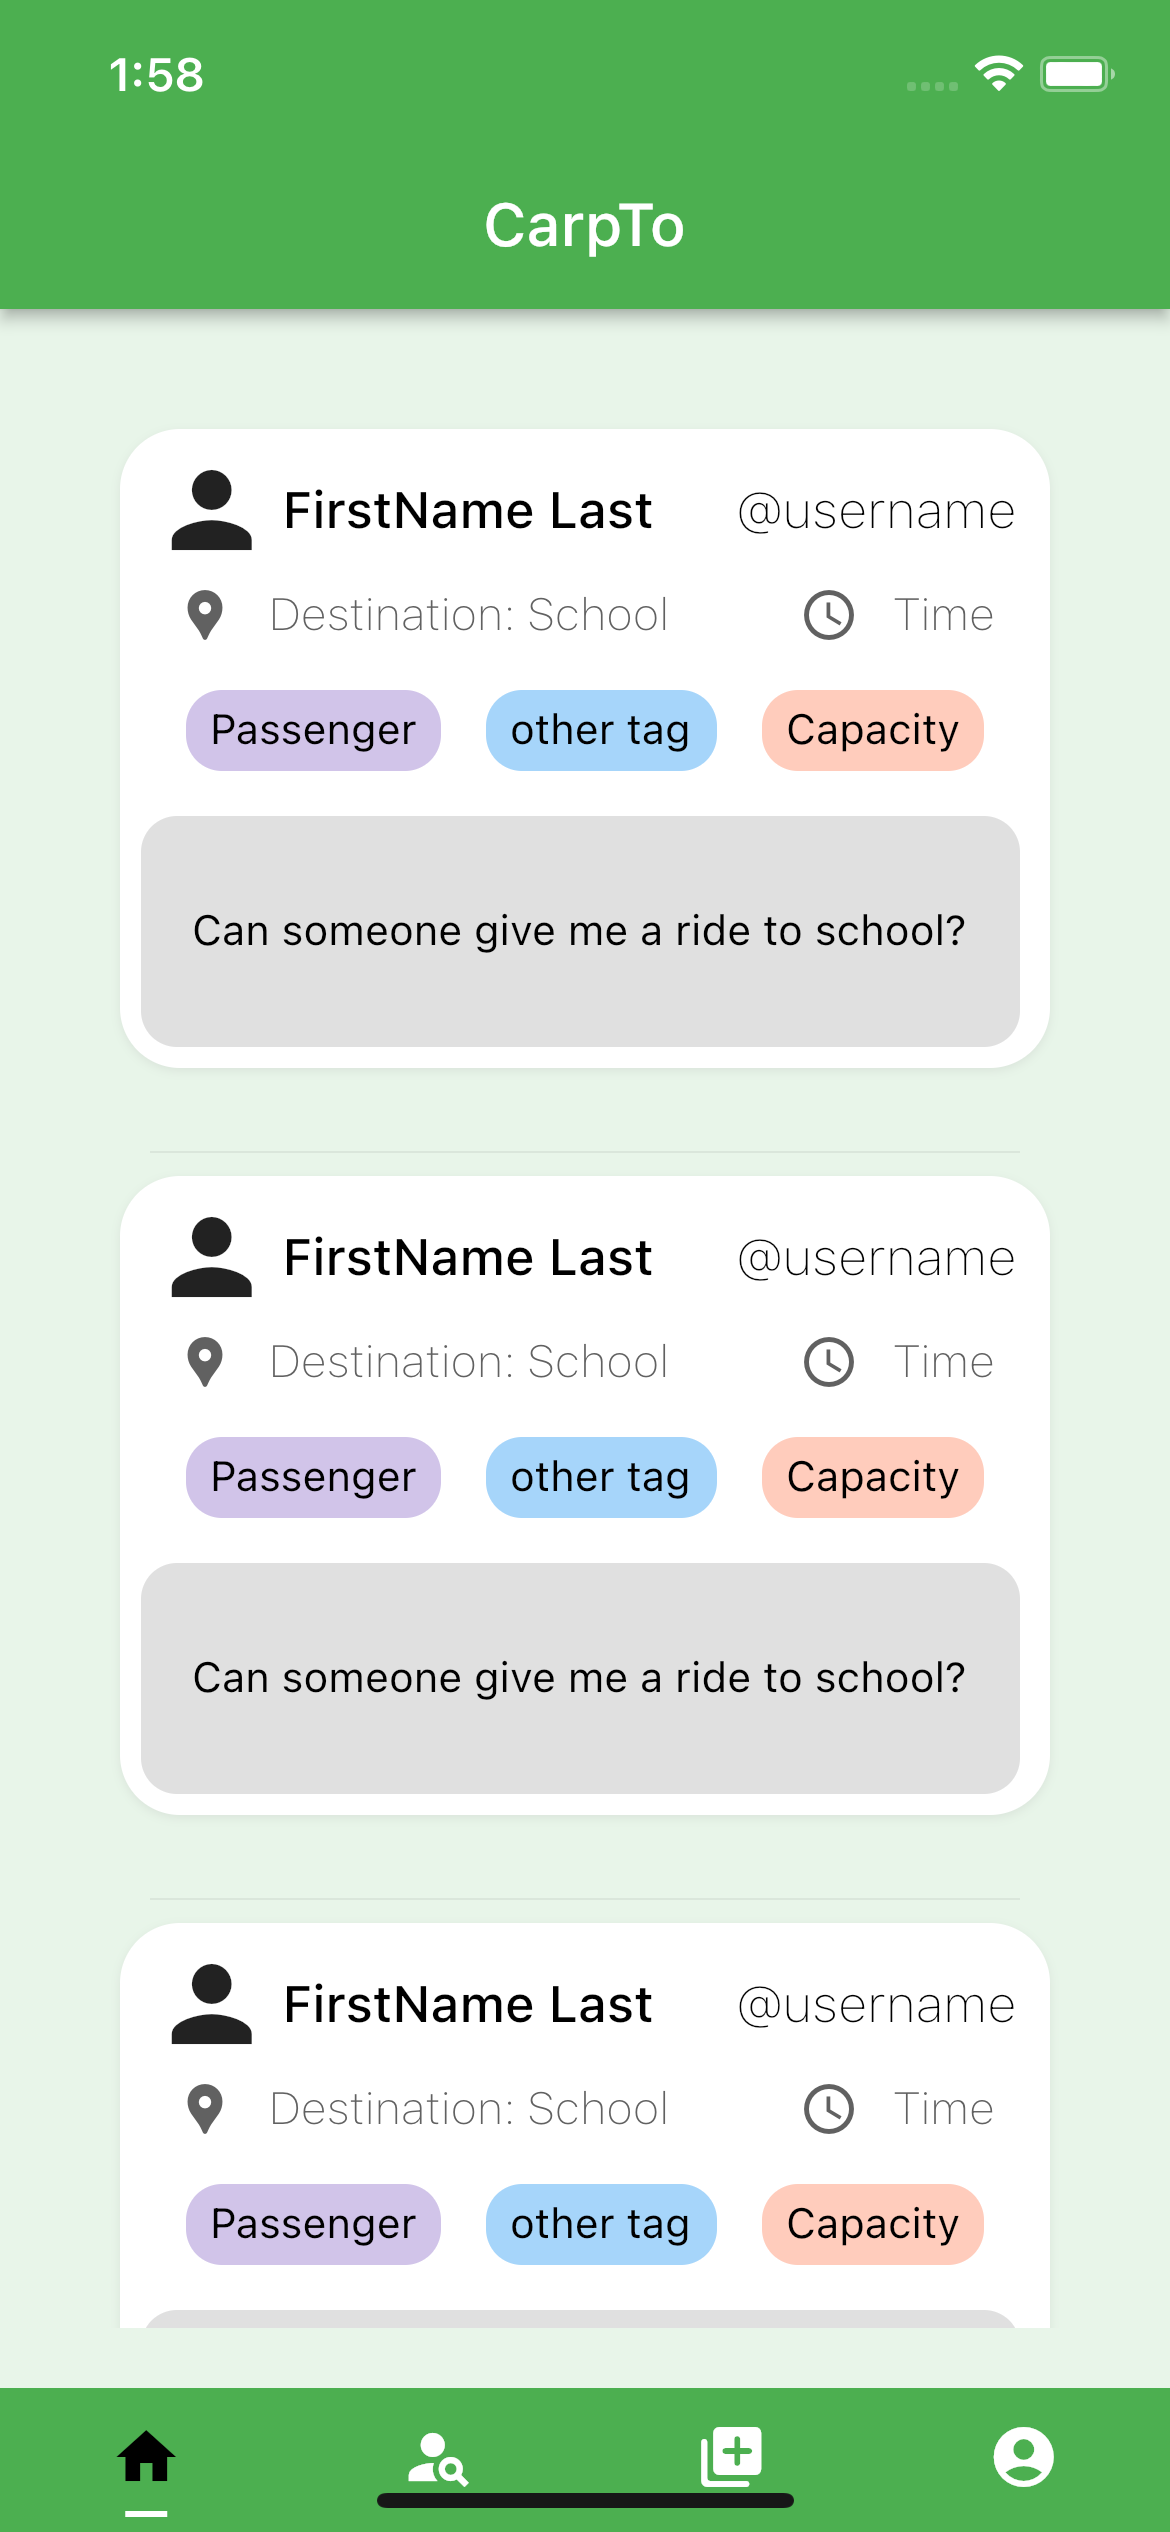 1:58
CarpTo
FirstName Last @username
Destination: School Time
Passenger other tag Capacity
Can someone give me a ride to school?
FirstName Last @username
Destination: School Time
Passenger other tag Capacity
Can someone give me a ride to school?
FirstName Last @username
Destination: School Time
Passenger other tag Capacity